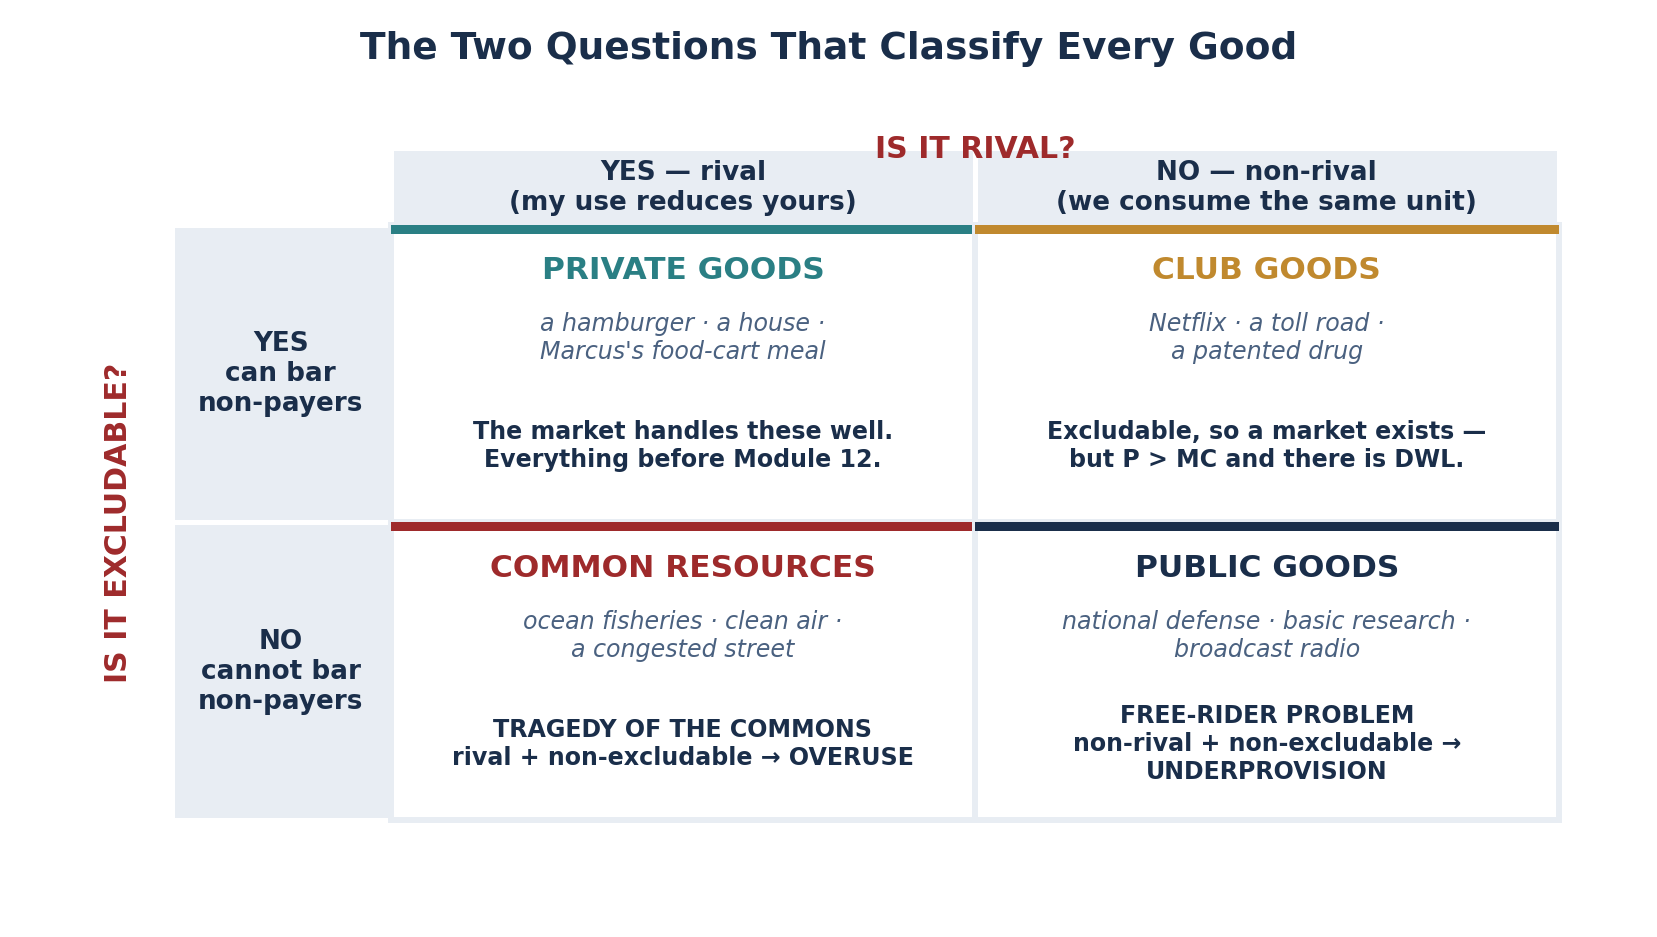 The Two Questions That Classify Every Good
IS IT RIVAL?
YES — rival
(my use reduces yours)
NO — non-rival
(we consume the same unit)
IS IT EXCLUDABLE?
YES
can bar
non-payers
PRIVATE GOODS
a hamburger · a house ·
Marcus's food-cart meal
The market handles these well.
Everything before Module 12.
CLUB GOODS
Netflix · a toll road ·
a patented drug
Excludable, so a market exists —
but P > MC and there is DWL.
NO
cannot bar
non-payers
COMMON RESOURCES
ocean fisheries · clean air ·
a congested street
TRAGEDY OF THE COMMONS
rival + non-excludable → OVERUSE
PUBLIC GOODS
national defense · basic research ·
broadcast radio
FREE-RIDER PROBLEM
non-rival + non-excludable →
UNDERPROVISION